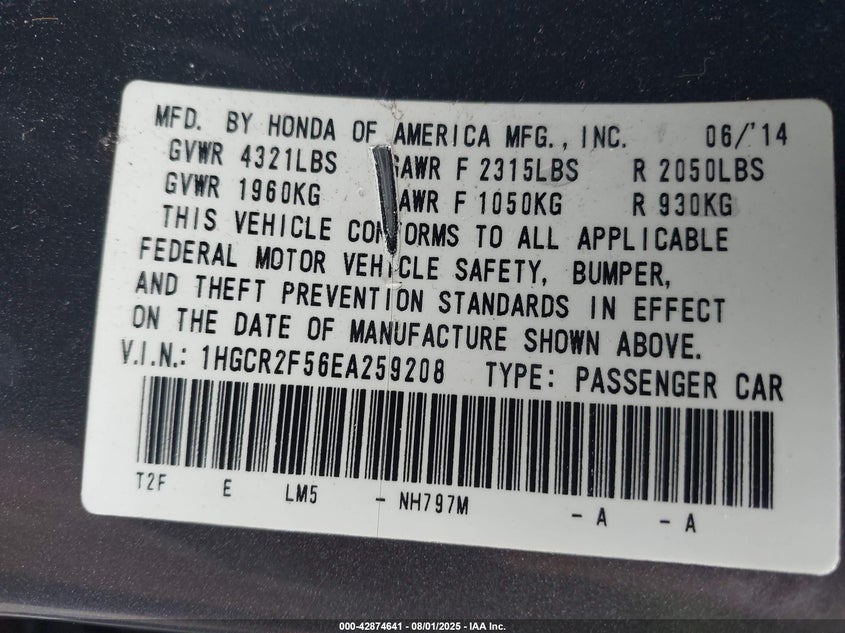 MFD. BY HONDA OF AMERICA MFG., INC. 06/'14
GVWR 4321LBS GAWR F 2315LBS R 2050LBS
GVWR 1960KG AWR F 1050KG R 930KG
THIS VEHICLE CONFORMS TO ALL APPLICABLE
FEDERAL MOTOR VEHICLE SAFETY, BUMPER,
AND THEFT PREVENTION STANDARDS IN EFFECT
ON THE DATE OF MANUFACTURE SHOWN ABOVE.
V.I.N.: 1HGCR2F56EA259208 TYPE: PASSENGER CAR
T2F E LM5 - NH797M - A - A
000-42874641 - 08/01/2025 - IAA Inc.